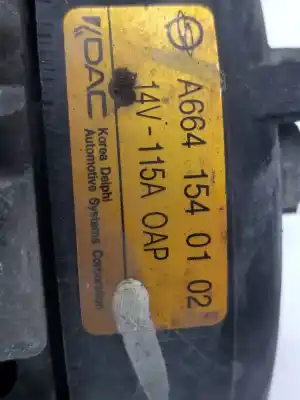 A664 154 01 02
14V-115A OAP
KDAC
Korea Delphi
Automotive Systems Corporation